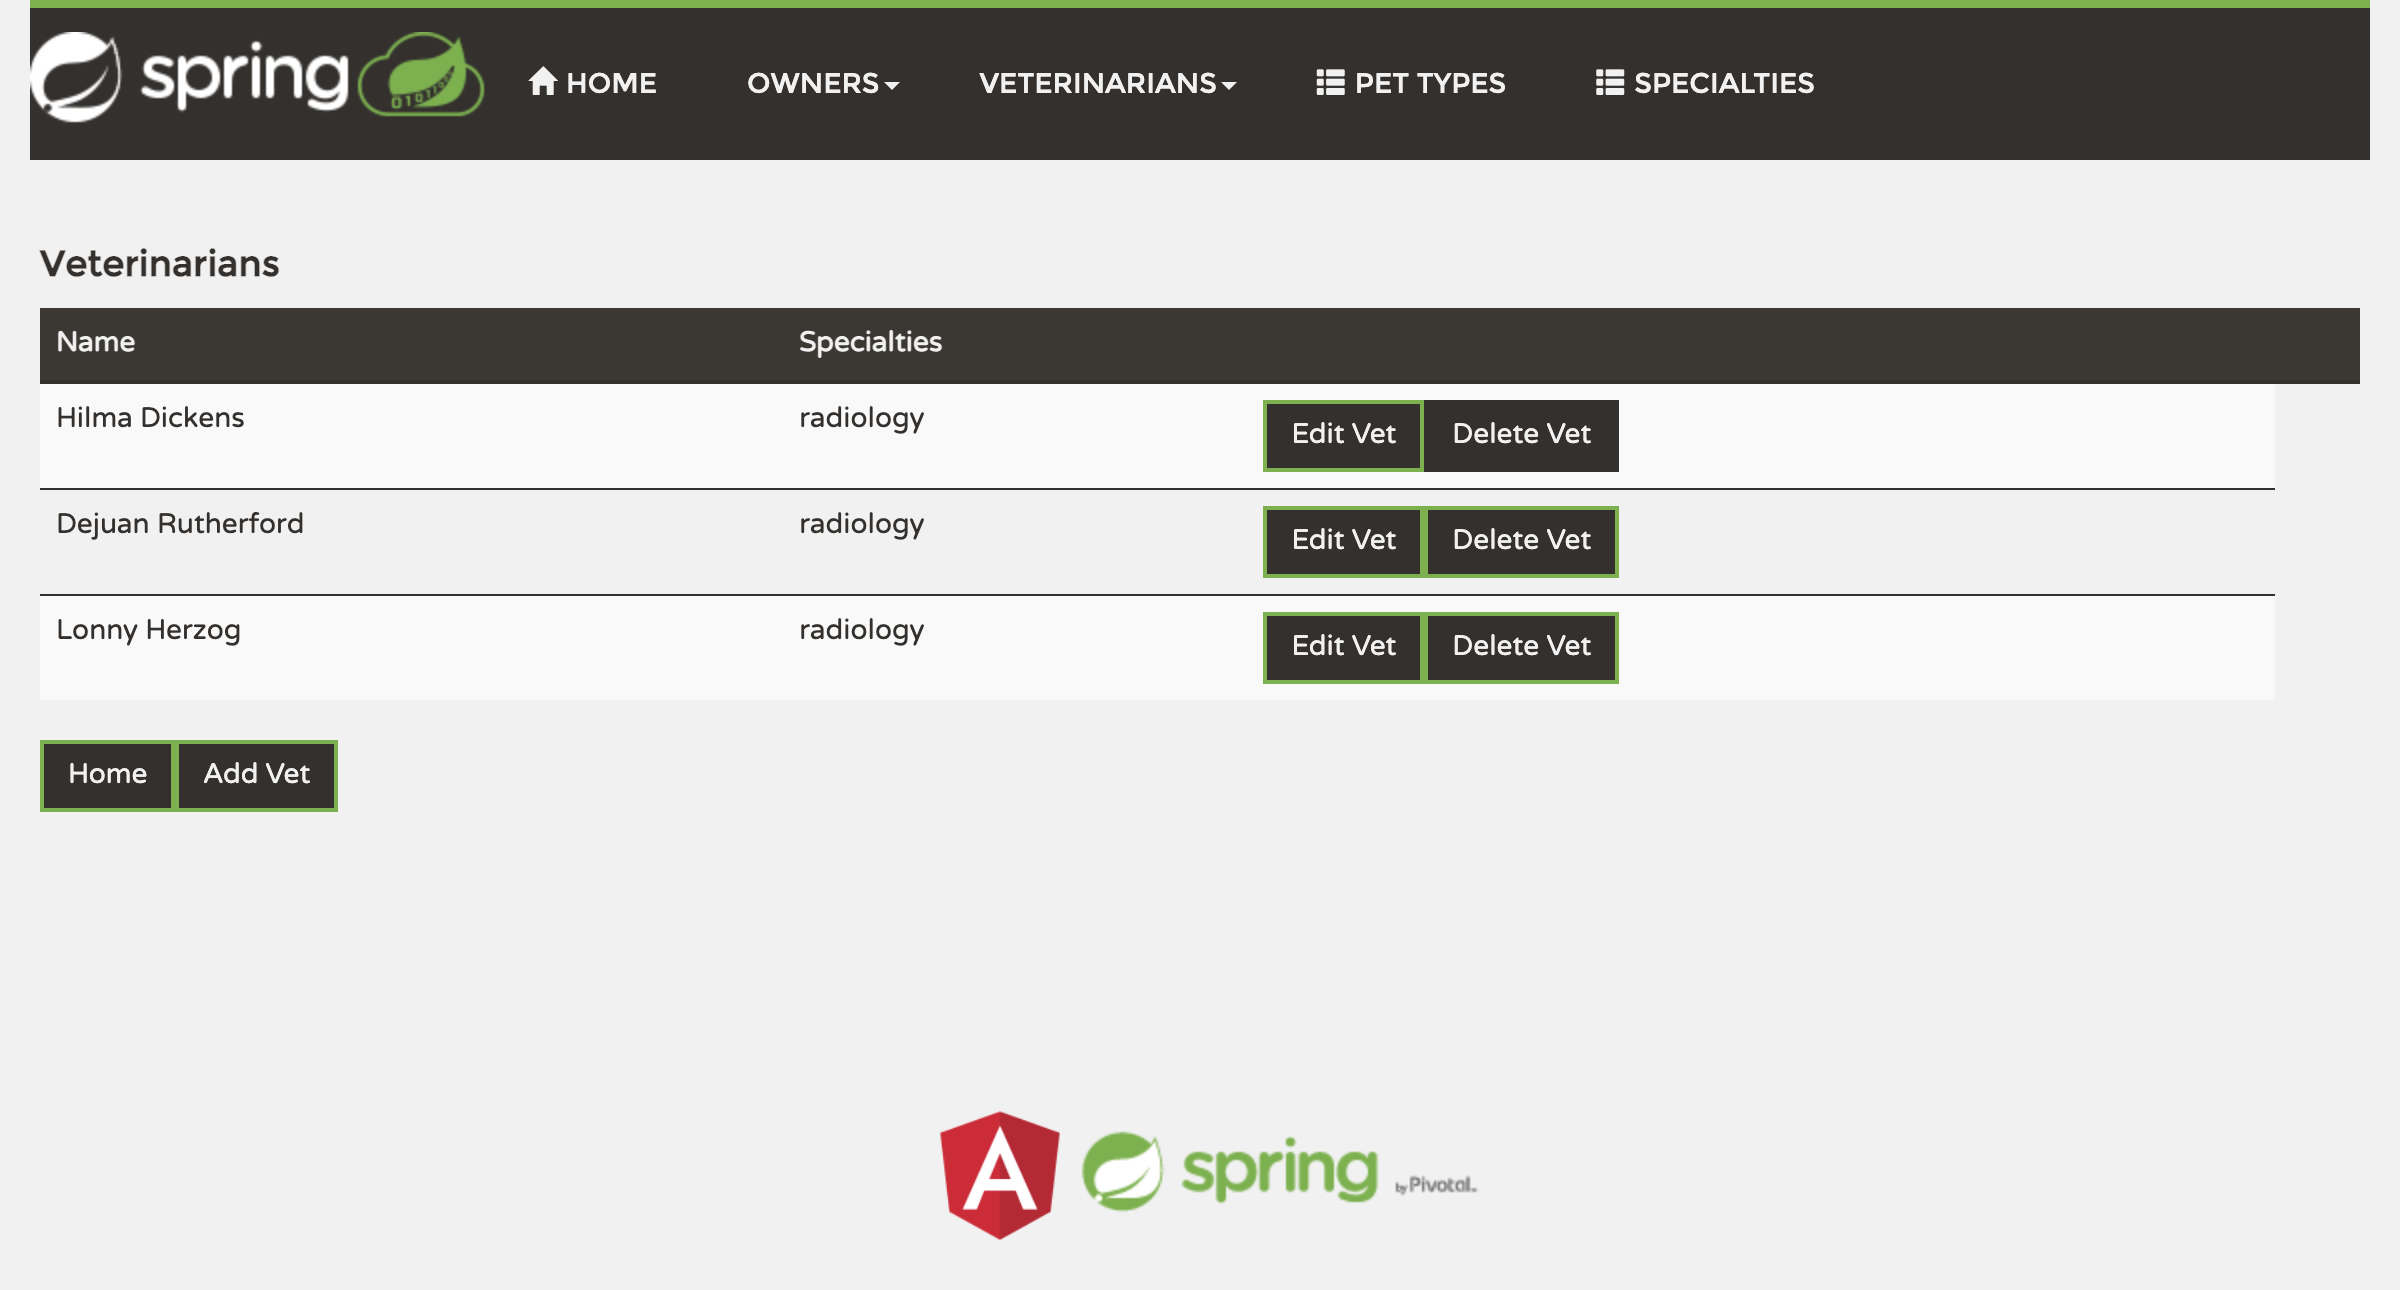 spring HOME OWNERS VETERINARIANS PET TYPES SPECIALTIES
Veterinarians
Name Specialties
Hilma Dickens radiology Edit Vet Delete Vet
Dejuan Rutherford radiology Edit Vet Delete Vet
Lonny Herzog radiology Edit Vet Delete Vet
Home Add Vet
A spring by Pivotal